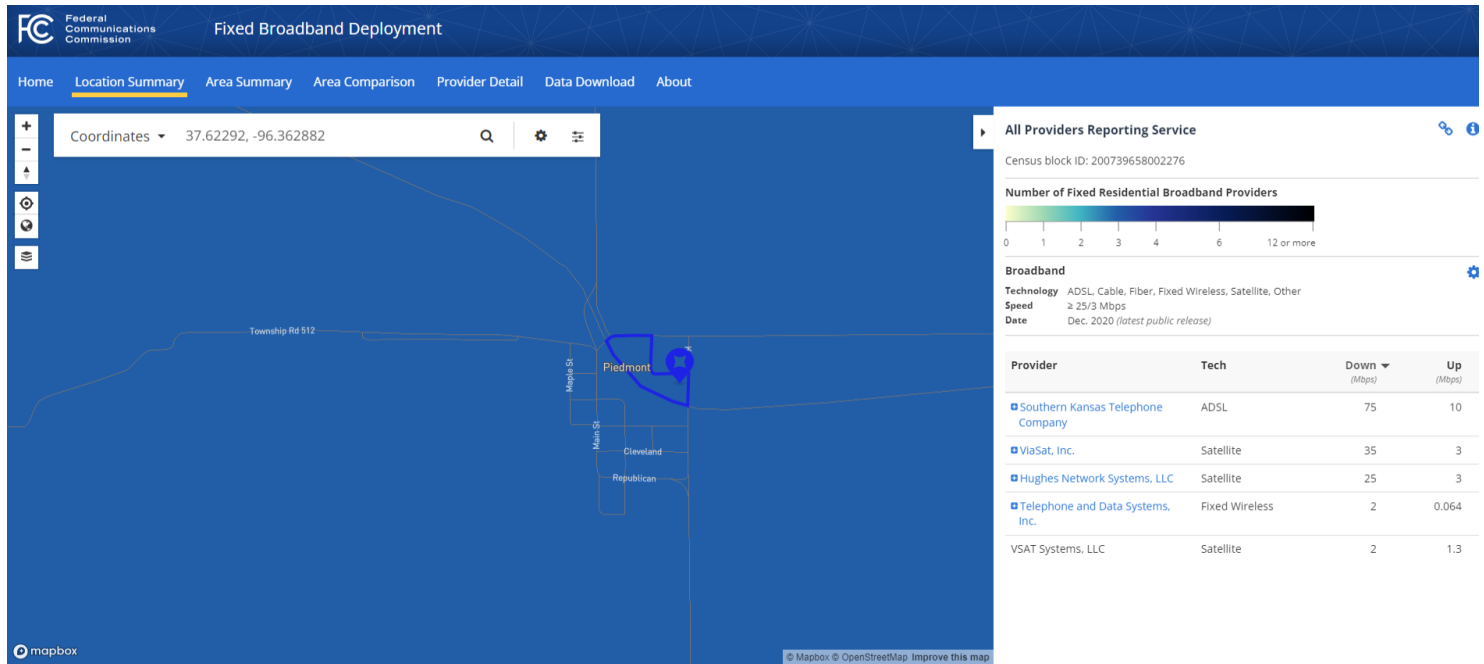 FCC
Federal
Communications
Commission
Fixed Broadband Deployment
Home Location Summary Area Summary Area Comparison Provider Detail Data Download About
Coordinates 37.62292, -96.362882
Township Rd 512
Maple St
Piedmont
K
Main St
Cleveland
Republican
mapbox
© Mapbox © OpenStreetMap Improve this map
All Providers Reporting Service
Census block ID: 200739658002276
Number of Fixed Residential Broadband Providers
0 1 2 3 4 6 12 or more
Broadband
Technology ADSL, Cable, Fiber, Fixed Wireless, Satellite, Other
Speed ≥ 25/3 Mbps
Date Dec. 2020 (latest public release)
Provider Tech Down Up
(Mbps) (Mbps)
Southern Kansas Telephone ADSL 75 10
Company
ViaSat, Inc. Satellite 35 3
Hughes Network Systems, LLC Satellite 25 3
Telephone and Data Systems, Fixed Wireless 2 0.064
Inc.
VSAT Systems, LLC Satellite 2 1.3